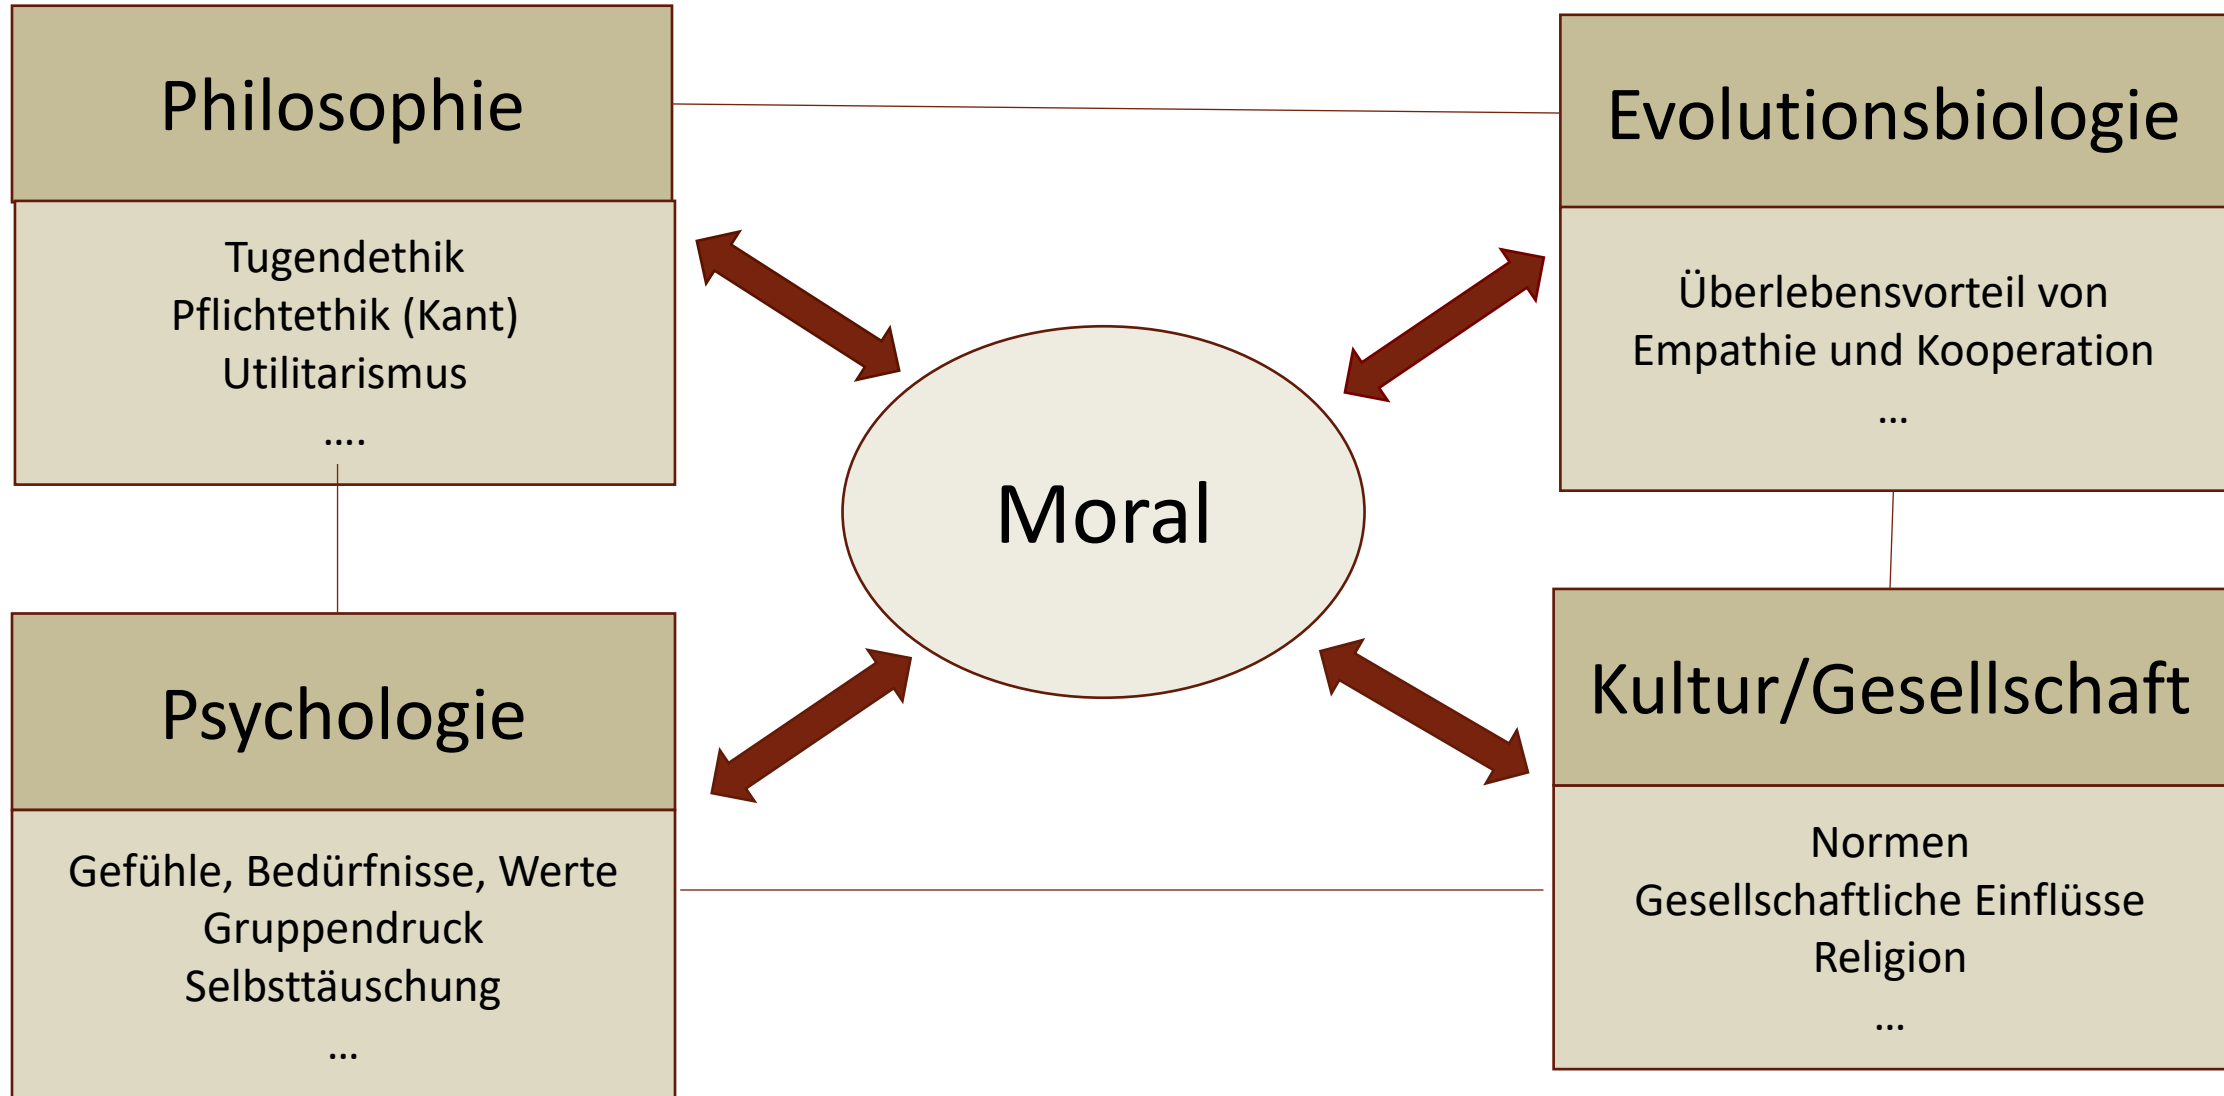 Philosophie
Tugendethik
Pflichtethik (Kant)
Utilitarismus
....
Evolutionsbiologie
Überlebensvorteil von
Empathie und Kooperation
...
Moral
Psychologie
Gefühle, Bedürfnisse, Werte
Gruppendruck
Selbsttäuschung
...
Kultur/Gesellschaft
Normen
Gesellschaftliche Einflüsse
Religion
...